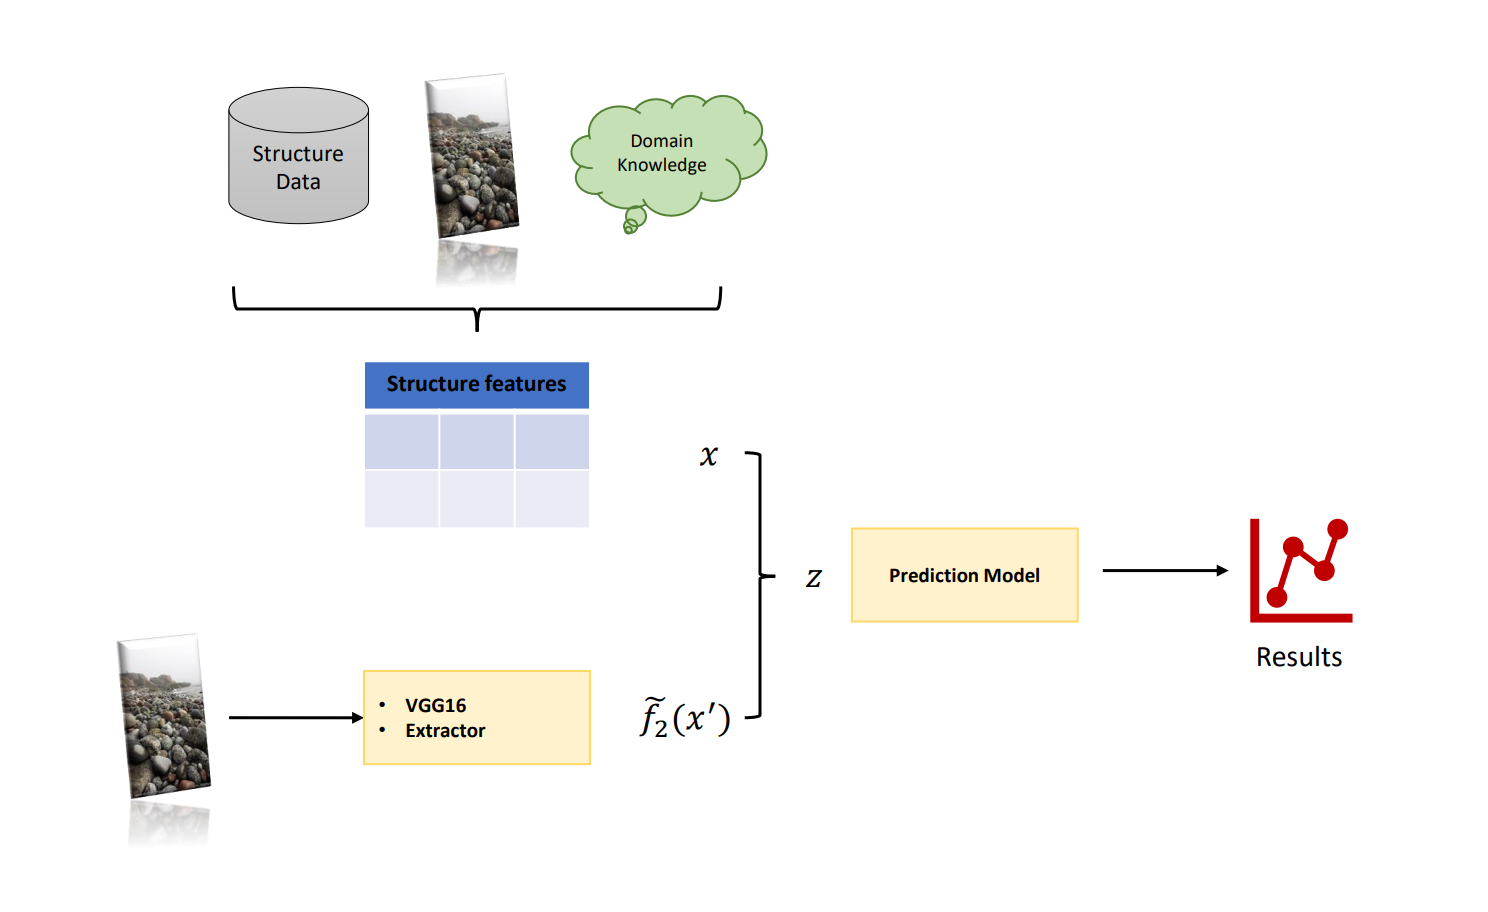 Structure
Data
Domain
Knowledge
Structure features
x
z
Prediction Model
Results
• VGG16
• Extractor
f̃₂(x′)